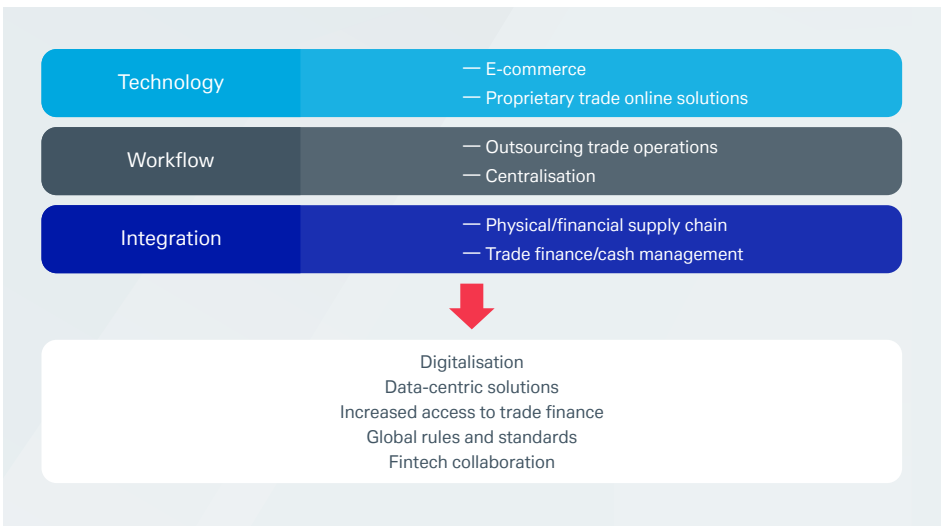 Technology
— E-commerce
— Proprietary trade online solutions
Workflow
— Outsourcing trade operations
— Centralisation
Integration
— Physical/financial supply chain
— Trade finance/cash management
Digitalisation
Data-centric solutions
Increased access to trade finance
Global rules and standards
Fintech collaboration